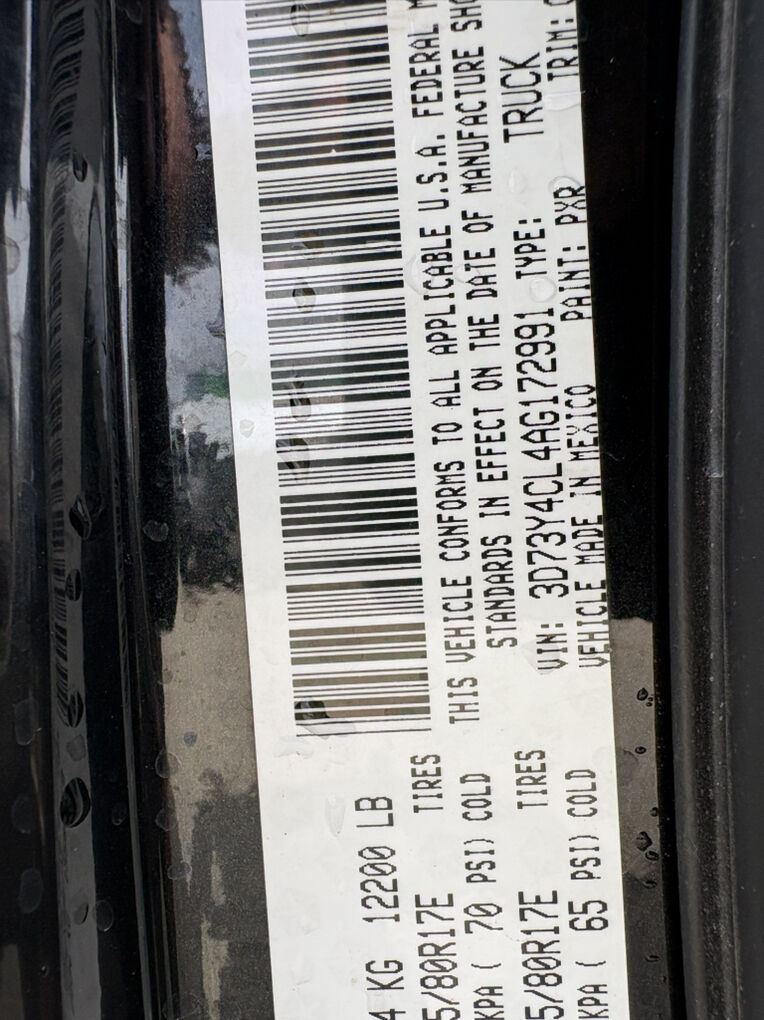 4 KG 12200 LB
5/80R17E TIRES
KPA ( 70 PSI) COLD
5/80R17E TIRES
KPA ( 65 PSI) COLD
THIS VEHICLE CONFORMS TO ALL APPLICABLE U.S.A. FEDERAL M
STANDARDS IN EFFECT ON THE DATE OF MANUFACTURE SHO
VIN: 3D73Y4CL4AG172991 TYPE: TRUCK
VEHICLE MADE IN MEXICO PAINT: PXR TRIM: